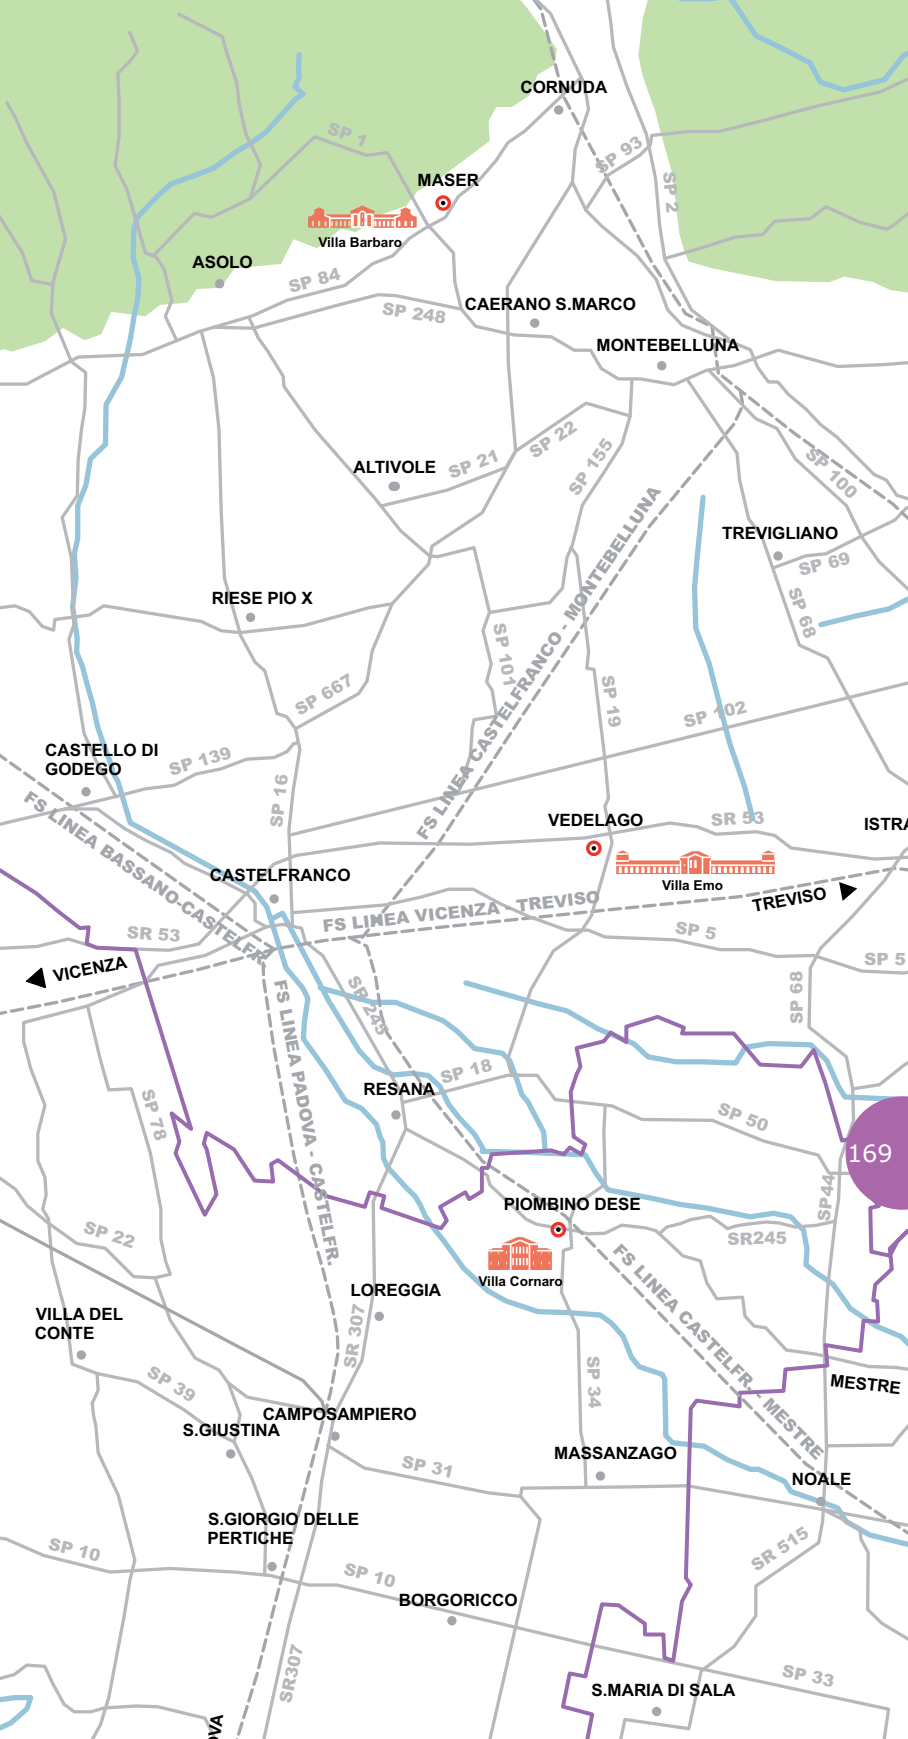 CORNUDA
SP 1
SP 93
MASER
SP 2
Villa Barbaro
ASOLO
SP 84
CAERANO S.MARCO
SP 248
MONTEBELLUNA
SP 22
SP 155
ALTIVOLE
SP 21
SP 100
TREVIGLIANO
SP 69
RIESE PIO X
SP 68
FS LINEA CASTELFRANCO - MONTEBELLUNA
SP 101
SP 667
SP 19
SP 102
CASTELLO DI
GODEGO
SP 139
SP 16
FS LINEA BASSANO-CASTELFR.
VEDELAGO
SR 53
ISTRA
Villa Emo
CASTELFRANCO
TREVISO
FS LINEA VICENZA - TREVISO
SR 53
SP 5
SP 5
VICENZA
SP 68
SR 245
FS LINEA PADOVA - CASTELFR.
SP 18
RESANA
SP 78
SP 50
169
SP44
PIOMBINO DESE
SP 22
SR245
FS LINEA CASTELFR. - MESTRE
Villa Cornaro
LOREGGIA
VILLA DEL
CONTE
SR 307
SP 39
SP 34
MESTRE
CAMPOSAMPIERO
S.GIUSTINA
MASSANZAGO
SP 31
NOALE
S.GIORGIO DELLE
PERTICHE
SP 10
SR 515
SP 10
BORGORICCO
SR307
SP 33
S.MARIA DI SALA
OVA